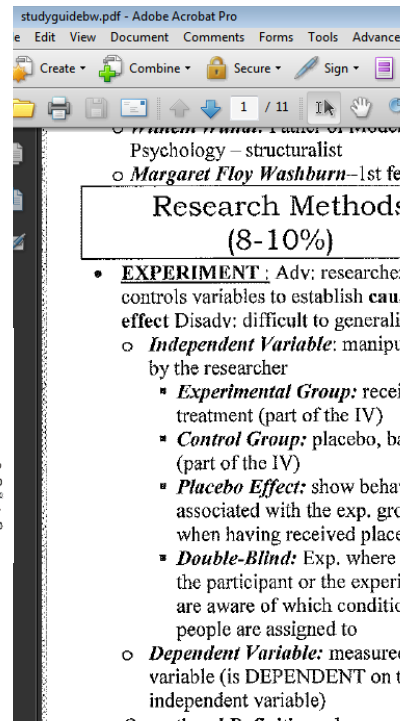 studyguidebw.pdf - Adobe Acrobat Pro
e Edit View Document Comments Forms Tools Advance
Create Combine Secure Sign
1 / 11
Psychology – structuralist
o Margaret Floy Washburn–1st fe
Research Methods
(8-10%)
• EXPERIMENT : Adv: researche
controls variables to establish cau
effect Disadv: difficult to generali
o Independent Variable: manipu
by the researcher
▪ Experimental Group: recei
treatment (part of the IV)
▪ Control Group: placebo, ba
(part of the IV)
▪ Placebo Effect: show behav
associated with the exp. gro
when having received place
▪ Double-Blind: Exp. where
the participant or the experi
are aware of which conditio
people are assigned to
o Dependent Variable: measured
variable (is DEPENDENT on t
independent variable)